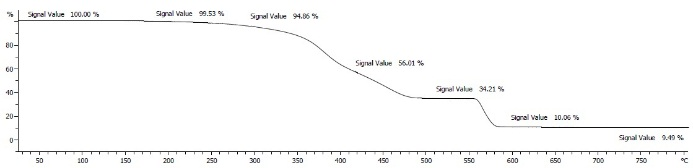 %
Signal Value 100.00 %
Signal Value 99.53 %
Signal Value 94.86 %
80
60
Signal Value 56.01 %
40
Signal Value 34.21 %
20
Signal Value 10.06 %
0
Signal Value 9.49 %
50 100 150 200 250 300 350 400 450 500 550 600 650 700 750 °C